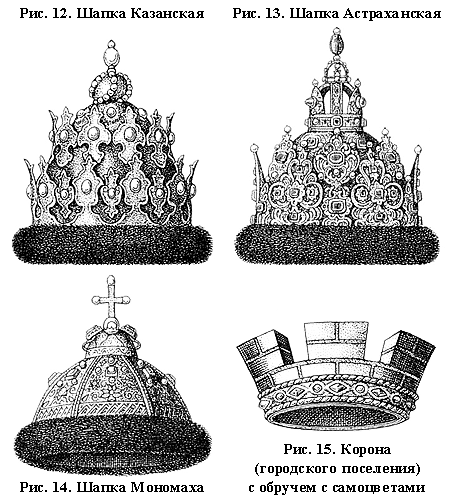 Рис. 12. Шапка Казанская
Рис. 13. Шапка Астраханская
Рис. 14. Шапка Мономаха
Рис. 15. Корона
(городского поселения)
с обручем с самоцветами